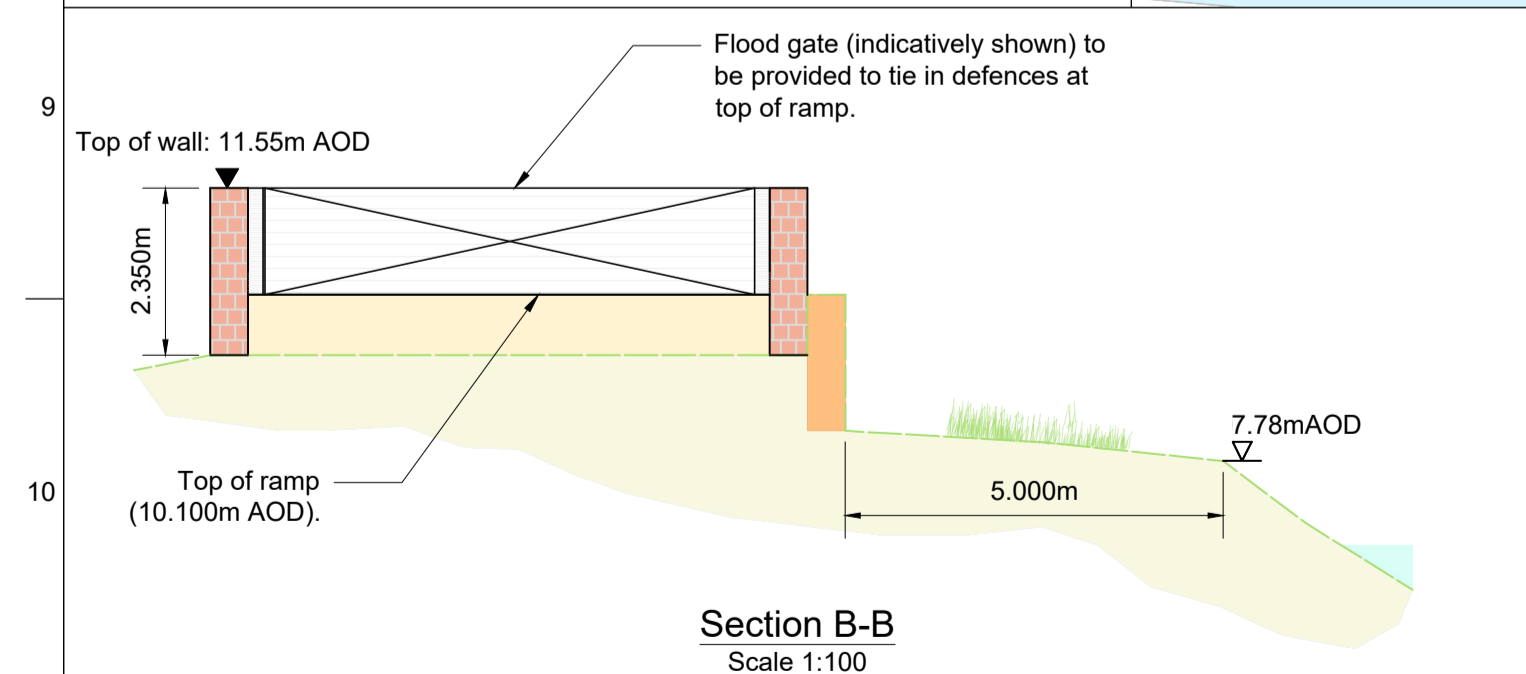 Flood gate (indicatively shown) to
be provided to tie in defences at
top of ramp.
9
Top of wall: 11.55m AOD
2.350m
7.78mAOD
Top of ramp
(10.100m AOD).
10
5.000m
Section B-B
Scale 1:100